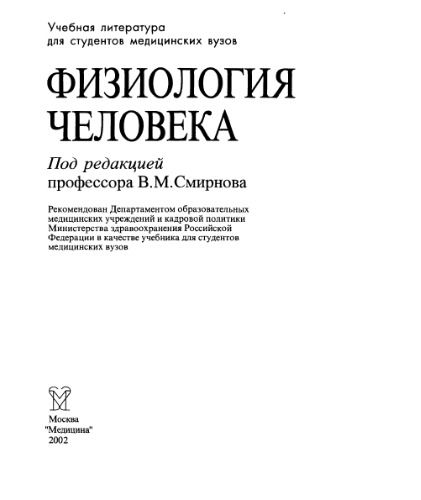 Учебная литература
для студентов медицинских вузов
ФИЗИОЛОГИЯ
ЧЕЛОВЕКА
Под редакцией
профессора В.М.Смирнова
Рекомендован Департаментом образовательных
медицинских учреждений и кадровой политики
Министерства здравоохранения Российской
Федерации в качестве учебника для студентов
медицинских вузов
Москва
"Медицина"
2002